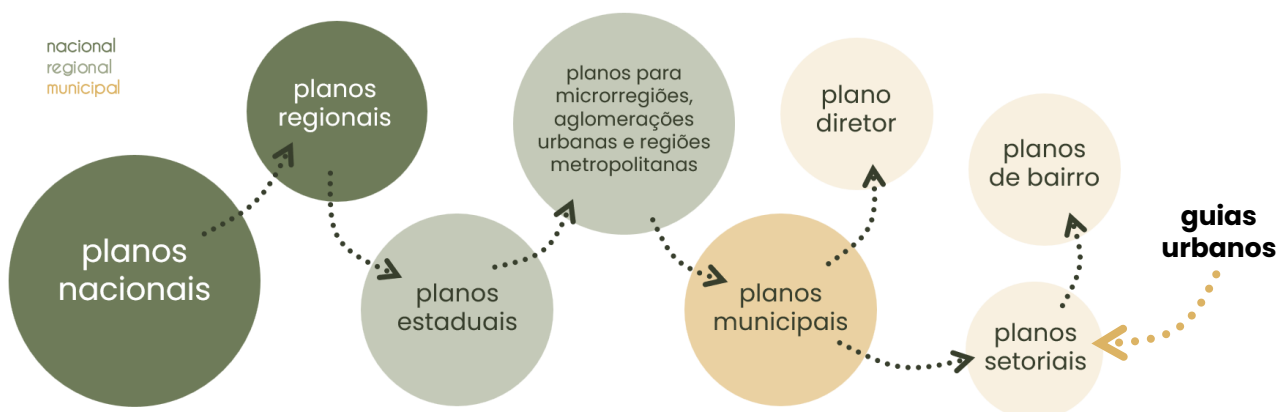 nacional
regional
municipal
planos
nacionais
planos
regionais
planos
estaduais
planos para
microrregiões,
aglomerações
urbanas e regiões
metropolitanas
planos
municipais
plano
diretor
planos
setoriais
planos
de bairro
guias
urbanos